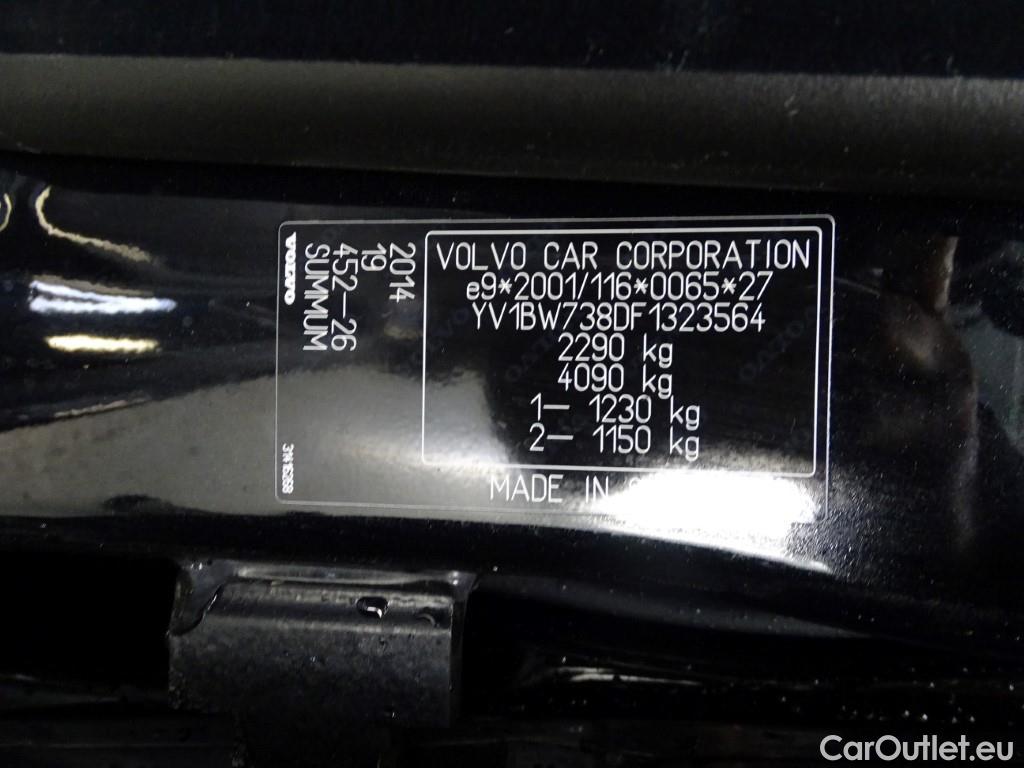 VOLVO CAR CORPORATION
e9*2001/116*0065*27
YV1BW738DF1323564
2290 kg
4090 kg
1– 1230 kg
2– 1150 kg
MADE IN
2014
19
452–26
SUMMUM
VOLVO
CarOutlet.eu